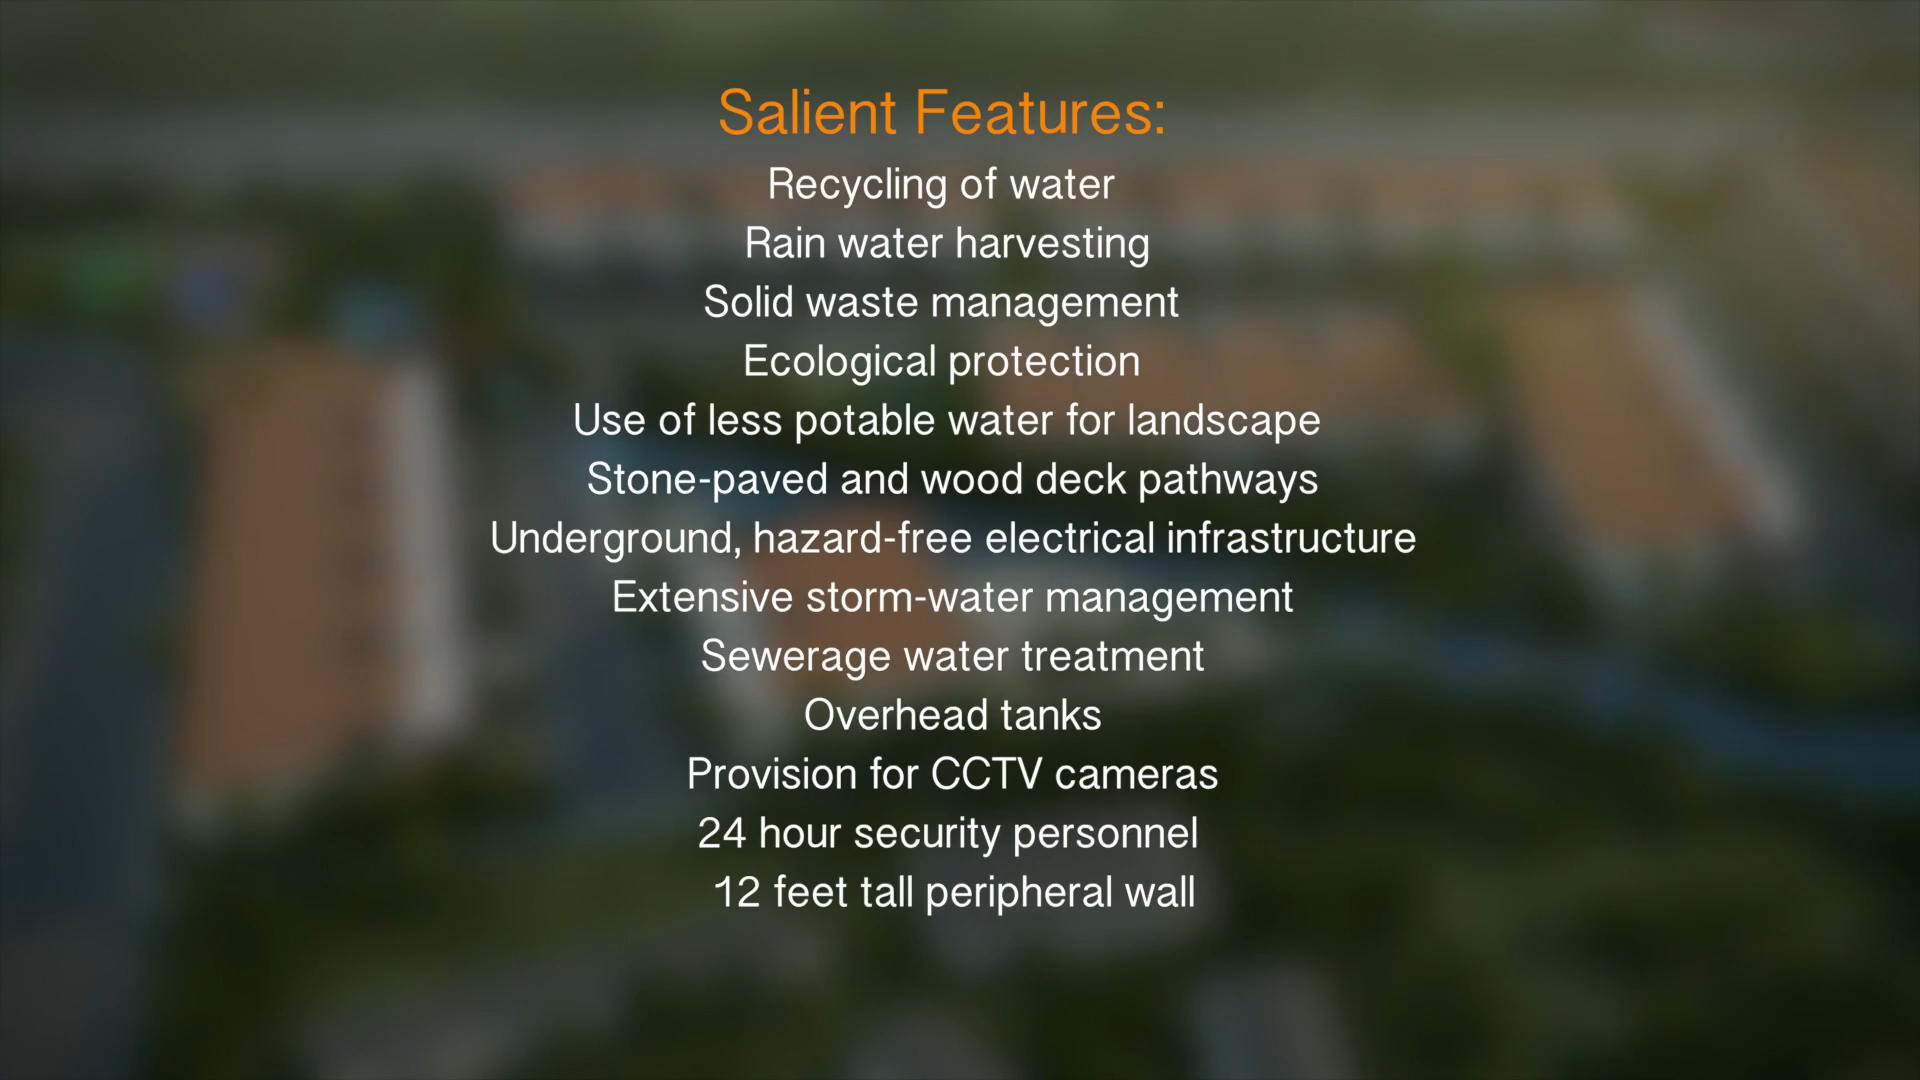 Salient Features:
Recycling of water
Rain water harvesting
Solid waste management
Ecological protection
Use of less potable water for landscape
Stone-paved and wood deck pathways
Underground, hazard-free electrical infrastructure
Extensive storm-water management
Sewerage water treatment
Overhead tanks
Provision for CCTV cameras
24 hour security personnel
12 feet tall peripheral wall